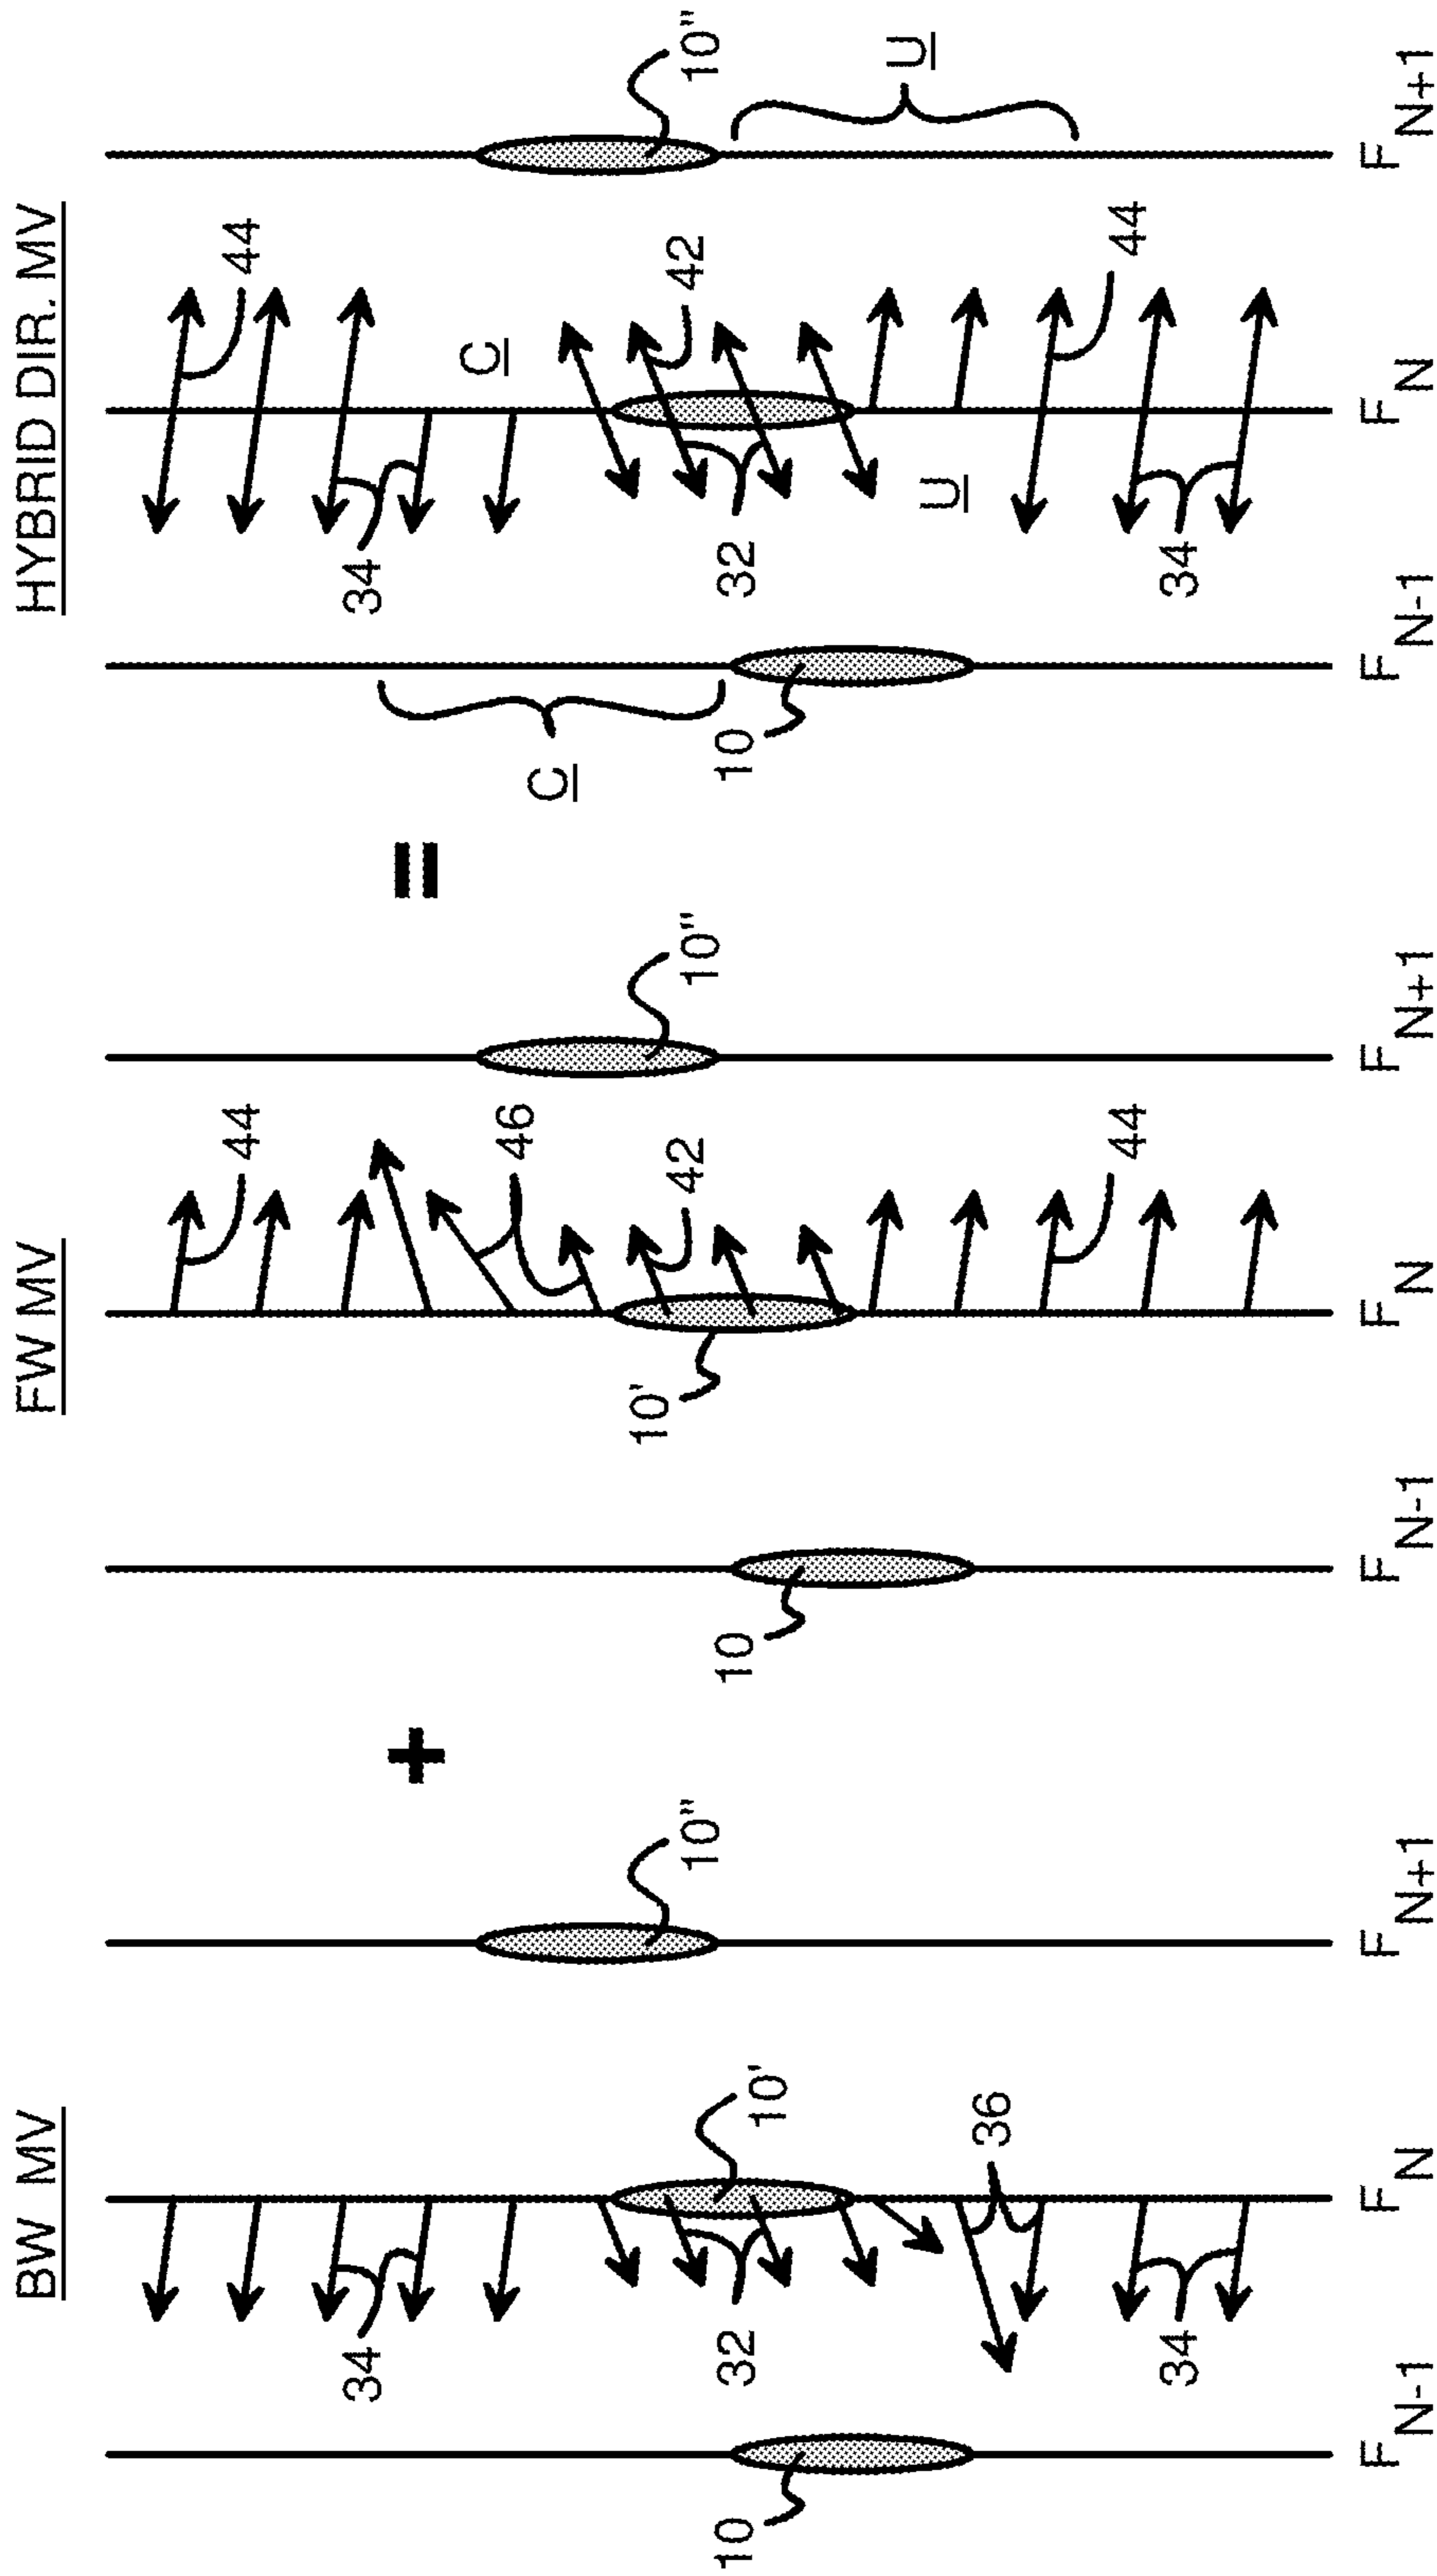 BW MV
34
10"
10
32
10'
36
34
F N-1
F N
F N+1
+
FW MV
44
46
10'
42
10"
10
44
F N-1
F N
F N+1
=
HYBRID DIR. MV
44
34
C
C
42
10"
10
32
U
U
44
34
F N-1
F N
F N+1